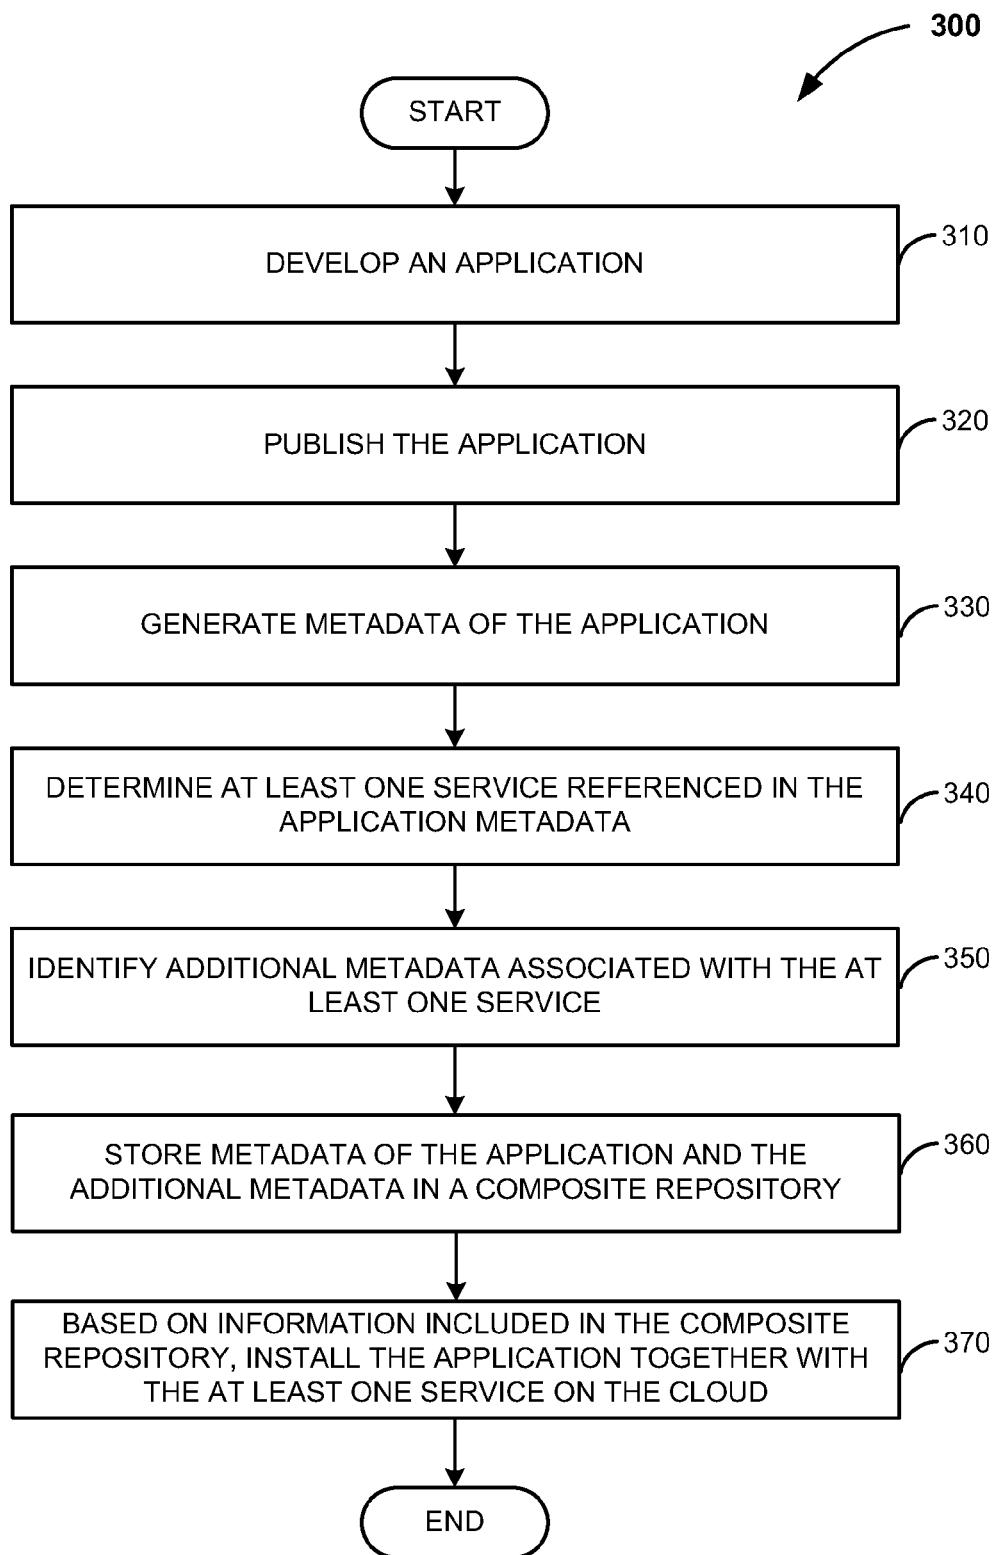 300
START
DEVELOP AN APPLICATION
310
PUBLISH THE APPLICATION
320
GENERATE METADATA OF THE APPLICATION
330
DETERMINE AT LEAST ONE SERVICE REFERENCED IN THE
APPLICATION METADATA
340
IDENTIFY ADDITIONAL METADATA ASSOCIATED WITH THE AT
LEAST ONE SERVICE
350
STORE METADATA OF THE APPLICATION AND THE
ADDITIONAL METADATA IN A COMPOSITE REPOSITORY
360
BASED ON INFORMATION INCLUDED IN THE COMPOSITE
REPOSITORY, INSTALL THE APPLICATION TOGETHER WITH
THE AT LEAST ONE SERVICE ON THE CLOUD
370
END